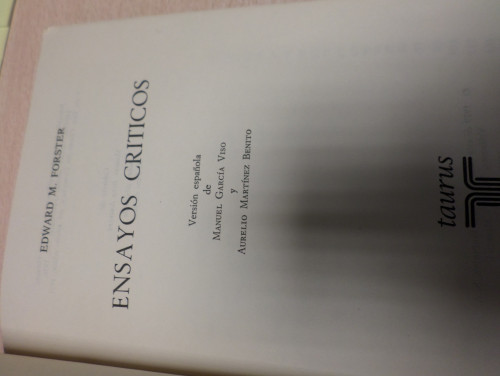 EDWARD M. FORSTER
ENSAYOS CRITICOS
Versión española
de
MANUEL GARCÍA VISO
y
AURELIO MARTÍNEZ BENITO
taurus